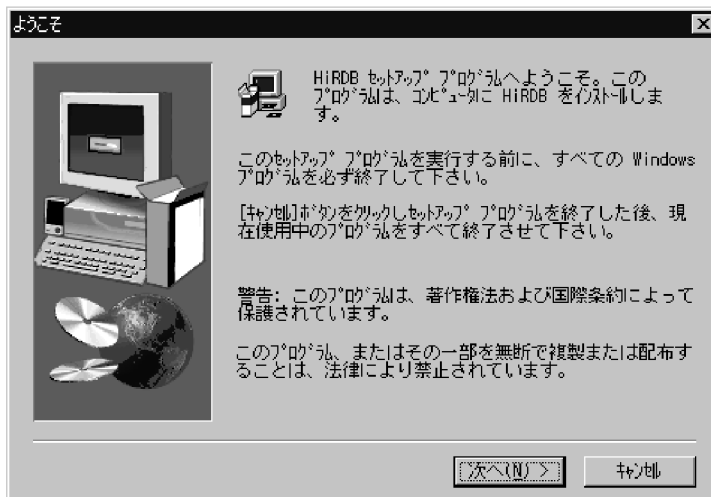 ようこそ
HiRDB ｾｯﾄｱｯﾌﾟ ﾌﾟﾛｸﾞﾗﾑへようこそ。この
ﾌﾟﾛｸﾞﾗﾑは、ｺﾝﾋﾟｭｰﾀに HiRDB をｲﾝｽﾄｰﾙしま
す。
このｾｯﾄｱｯﾌﾟ ﾌﾟﾛｸﾞﾗﾑを実行する前に、すべての Windows
ﾌﾟﾛｸﾞﾗﾑを必ず終了して下さい。
[ｷｬﾝｾﾙ]ﾎﾞﾀﾝをｸﾘｯｸしｾｯﾄｱｯﾌﾟ ﾌﾟﾛｸﾞﾗﾑを終了した後、現
在使用中のﾌﾟﾛｸﾞﾗﾑをすべて終了させて下さい。
警告: このﾌﾟﾛｸﾞﾗﾑは、著作権法および国際条約によって
保護されています。
このﾌﾟﾛｸﾞﾗﾑ、またはその一部を無断で複製または配布す
ることは、法律により禁止されています。
次へ(N) >
ｷｬﾝｾﾙ